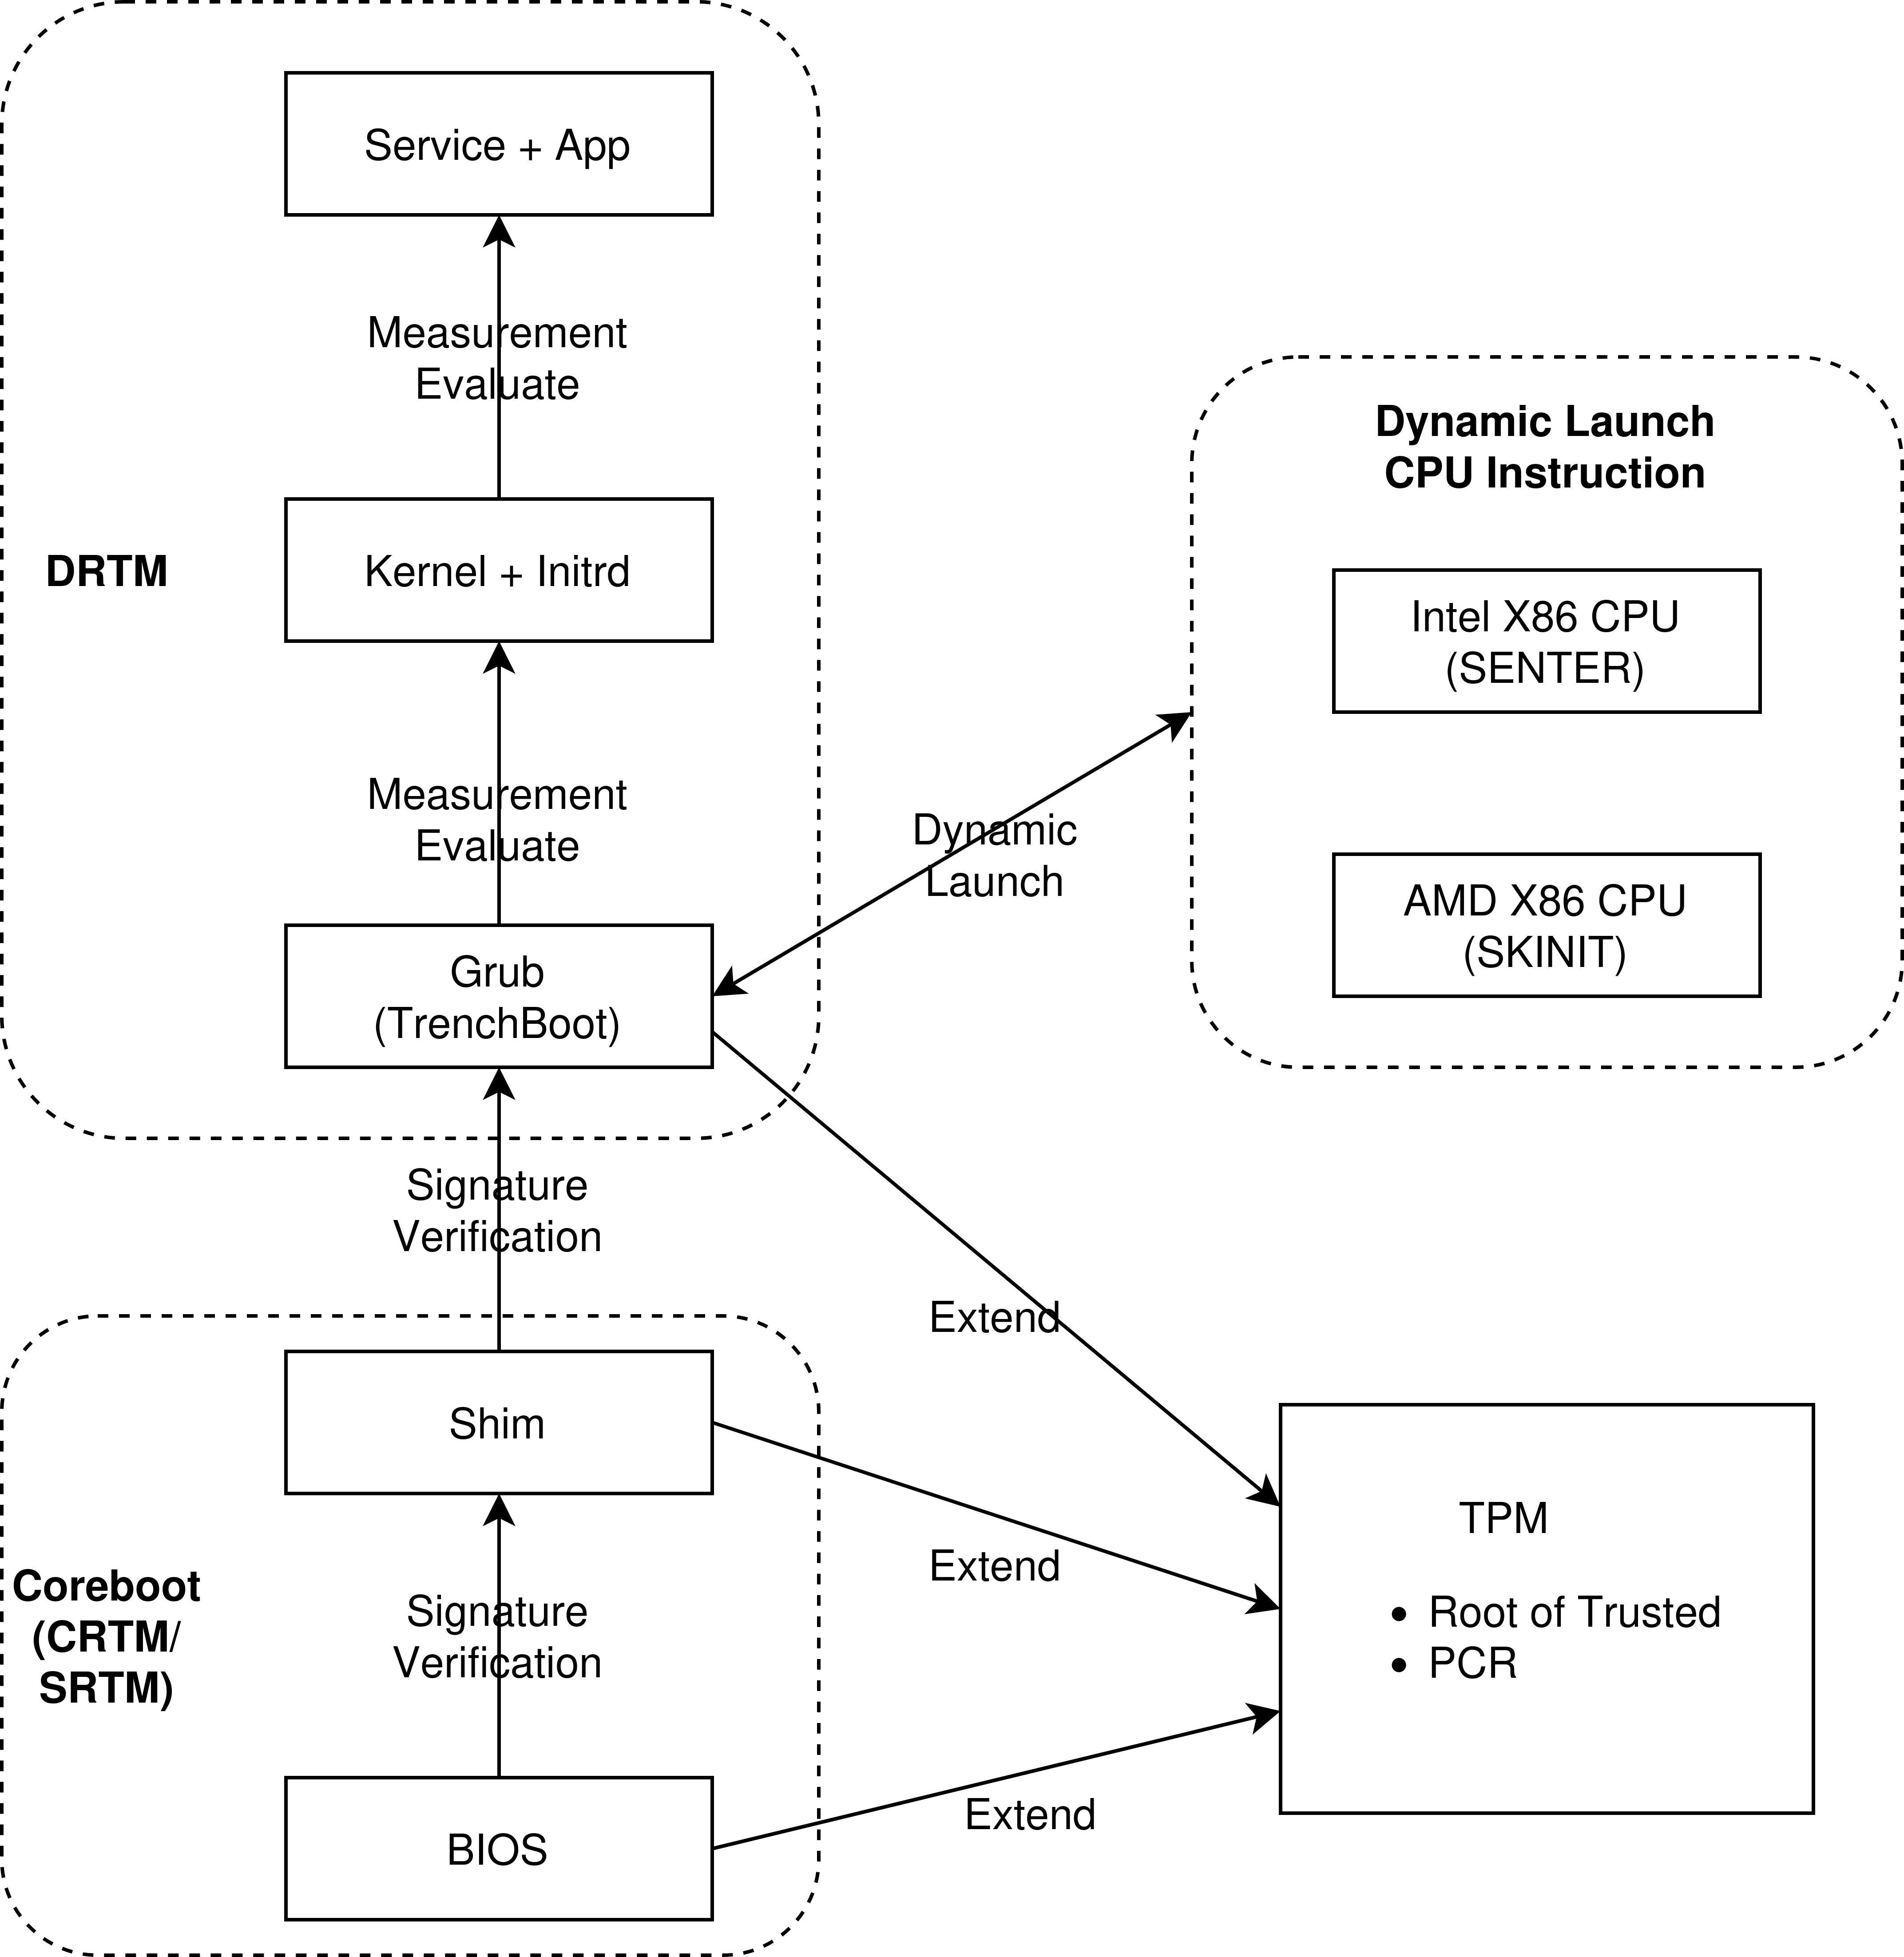 Service + App
Measurement
Evaluate
Dynamic Launch
CPU Instruction
DRTM
Kernel + Initrd
Intel X86 CPU
(SENTER)
Measurement
Evaluate
Dynamic
Launch
AMD X86 CPU
(SKINIT)
Grub
(TrenchBoot)
Signature
Verification
Extend
Shim
Extend
TPM
• Root of Trusted
• PCR
Coreboot
(CRTM/
SRTM)
Signature
Verification
Extend
BIOS